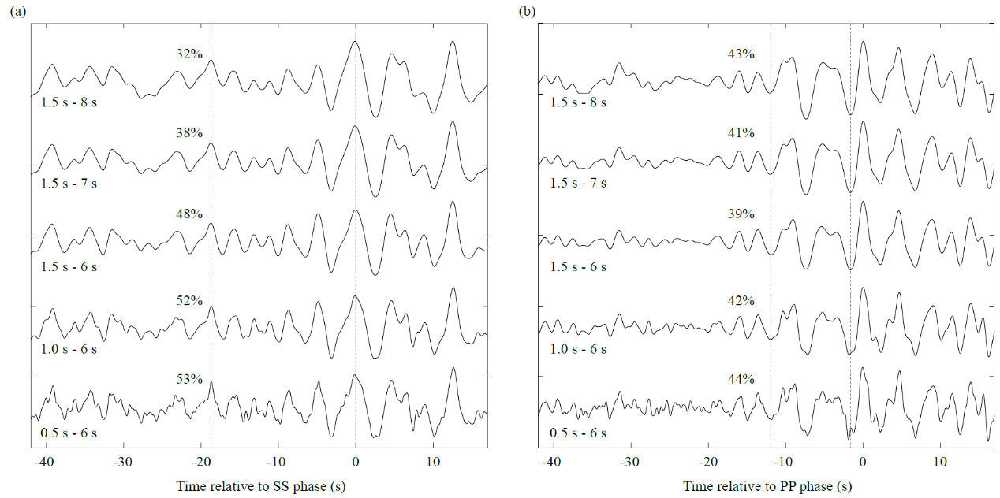 (a)
(b)
32%
1.5 s - 8 s
38%
1.5 s - 7 s
48%
1.5 s - 6 s
52%
1.0 s - 6 s
53%
0.5 s - 6 s
-40 -30 -20 -10 0 10
Time relative to SS phase (s)
43%
1.5 s - 8 s
41%
1.5 s - 7 s
39%
1.5 s - 6 s
42%
1.0 s - 6 s
44%
0.5 s - 6 s
-40 -30 -20 -10 0 10
Time relative to PP phase (s)